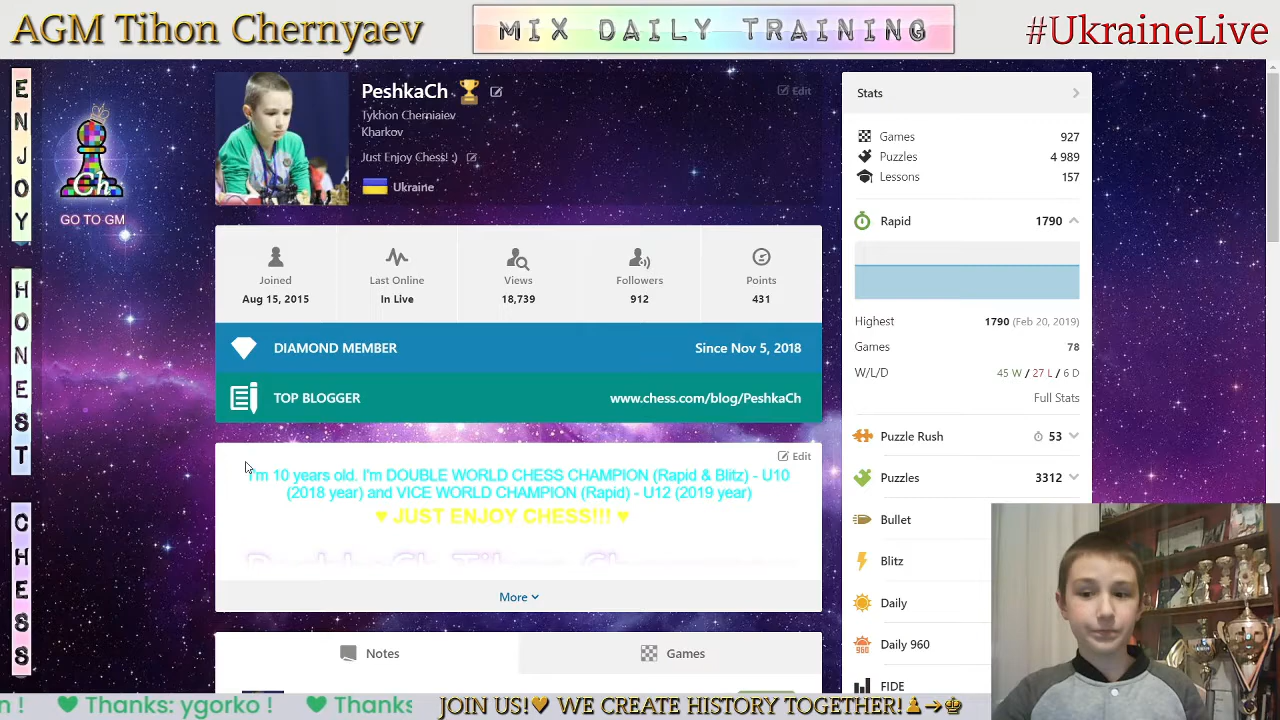 AGM Tihon Chernyaev
MIX DAILY TRAINING
#UkraineLive
ENJOY
HONEST
CHESS
Ch
GO TO GM
PeshkaCh
Edit
Tykhon Cherniaiev
Kharkov
Just Enjoy Chess! :)
Ukraine
Joined
Aug 15, 2015
Last Online
In Live
Views
18,739
Followers
912
Points
431
DIAMOND MEMBER
Since Nov 5, 2018
TOP BLOGGER
www.chess.com/blog/PeshkaCh
Edit
I'm 10 years old. I'm DOUBLE WORLD CHESS CHAMPION (Rapid & Blitz) - U10
(2018 year) and VICE WORLD CHAMPION (Rapid) - U12 (2019 year)
♥ JUST ENJOY CHESS!!! ♥
More
Notes
Games
Stats
Games 927
Puzzles 4 989
Lessons 157
Rapid 1790
Highest 1790 (Feb 20, 2019)
Games 78
W/L/D 45 W / 27 L / 6 D
Full Stats
Puzzle Rush 53
Puzzles 3312
Bullet
Blitz
Daily
Daily 960
960
FIDE
n !
Thanks: ygorko !
Thanks
JOIN US!♥ WE CREATE HISTORY TOGETHER!♟→♚